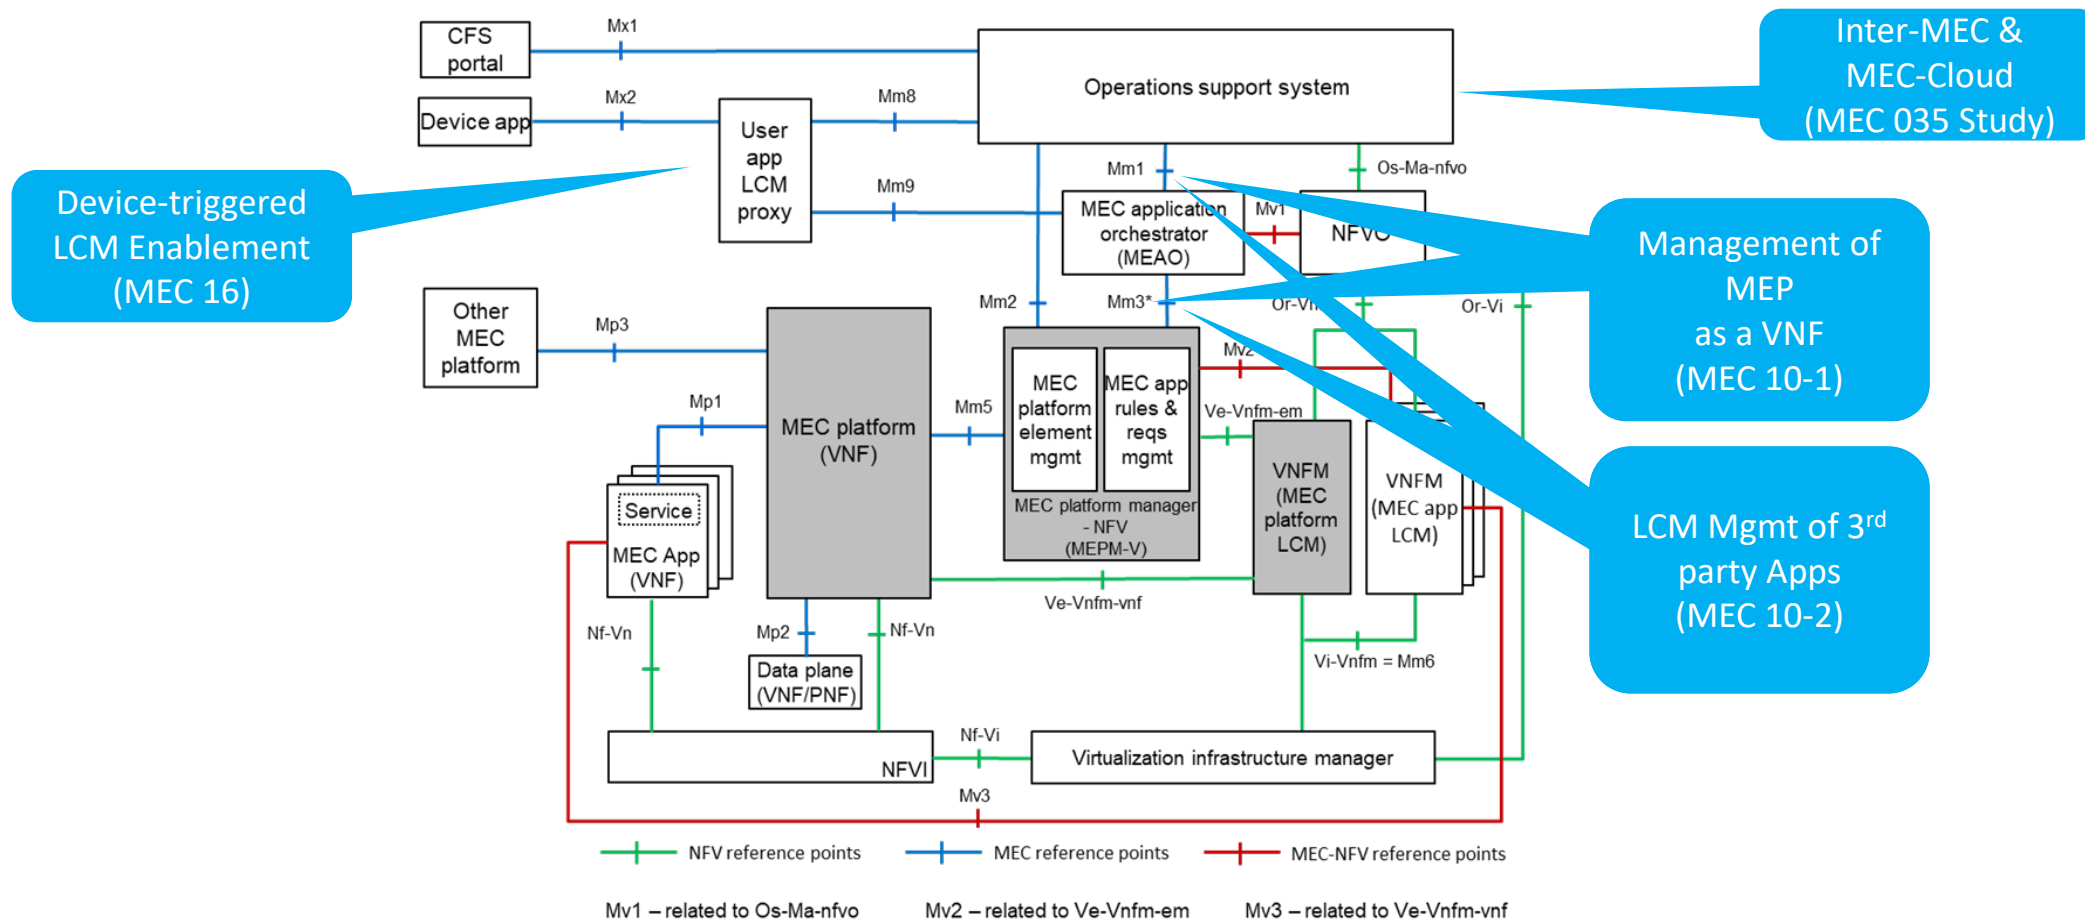 CFS
portal
Mx1
Operations support system
Inter-MEC &
MEC-Cloud
(MEC 035 Study)
Device app
Mx2
User
app
LCM
proxy
Mm8
Mm9
Mm1
Os-Ma-nfvo
Device-triggered
LCM Enablement
(MEC 16)
MEC application
orchestrator
(MEAO)
Mv1
NFVO
Management of
MEP
as a VNF
(MEC 10-1)
Other
MEC
platform
Mp3
Mm2
Mm3*
Or-Vi
MEC platform
(VNF)
Mp1
Mm5
MEC
platform
element
mgmt
MEC app
rules &
reqs
mgmt
MEC platform manager
- NFV
(MEPM-V)
Mv2
Ve-Vnfm-em
VNFM
(MEC
platform
LCM)
VNFM
(MEC app
LCM)
LCM Mgmt of 3rd
party Apps
(MEC 10-2)
Service
MEC App
(VNF)
Ve-Vnfm-vnf
Nf-Vn
Mp2
Nf-Vn
Data plane
(VNF/PNF)
Vi-Vnfm = Mm6
NFVI
Nf-Vi
Virtualization infrastructure manager
Mv3
NFV reference points
MEC reference points
MEC-NFV reference points
Mv1 – related to Os-Ma-nfvo
Mv2 – related to Ve-Vnfm-em
Mv3 – related to Ve-Vnfm-vnf